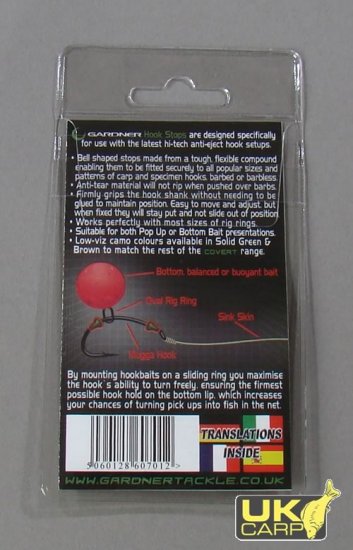 GARDNER Hook Stops are designed specifically
for use with the latest hi-tech anti-eject hook setups.
• Bell shaped stops made from a tough, flexible compound
enabling them to be fitted securely to all popular sizes and
patterns of carp and specimen hooks, barbed or barbless.
• Anti-tear material will not rip when pushed over barbs.
• Firmly grips the hook shank without needing to be
glued to maintain position. Easy to move and adjust, but
when fixed they will stay put and not slide out of position.
• Works perfectly with most sizes of rig rings.
• Suitable for both Pop Up or Bottom Bait presentations.
• Low-viz camo colours available in Solid Green &
Brown to match the rest of the COVERT range.
Bottom, balanced or buoyant bait
Oval Rig Ring
Sink Skin
Mugga Hook
By mounting hookbaits on a sliding ring you maximise
the hook's ability to turn freely, ensuring the firmest
possible hook hold on the bottom lip, which increases
your chances of turning pick ups into fish in the net.
TRANSLATIONS
INSIDE
5 060128 607012 >
WWW.GARDNERTACKLE.CO.UK
UK
CARP